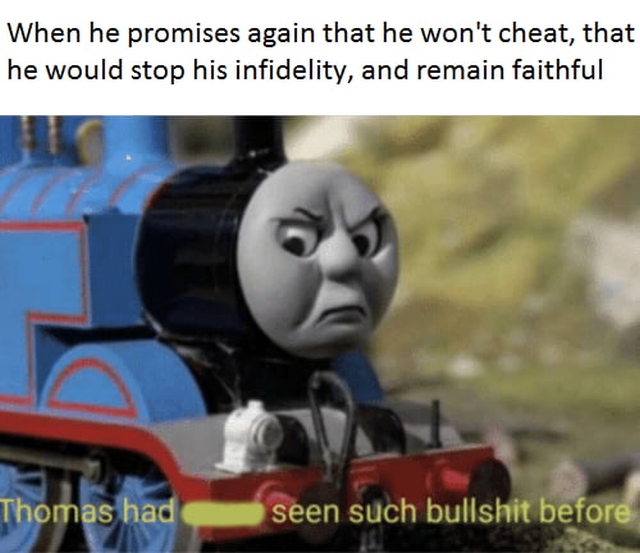 When he promises again that he won't cheat, that
he would stop his infidelity, and remain faithful
Thomas had seen such bullshit before